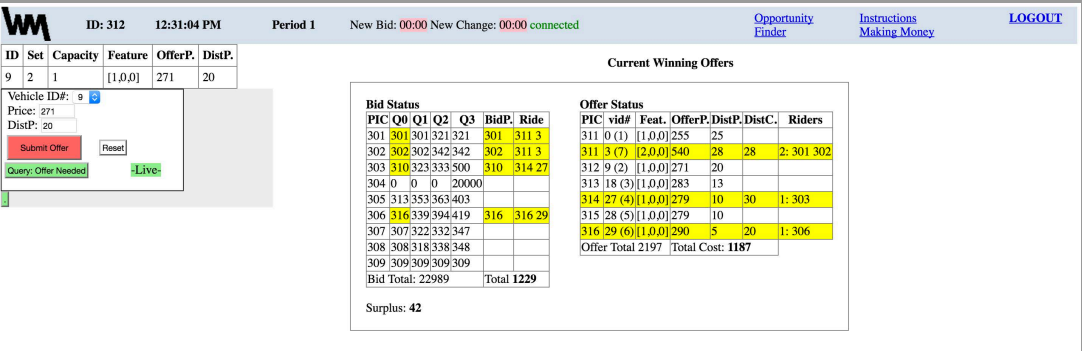 WM ID: 312 12:31:04 PM Period 1 New Bid: 00:00 New Change: 00:00 connected Opportunity Finder Instructions Making Money LOGOUT
ID Set Capacity Feature OfferP. DistP.
9 2 1 [1,0,0] 271 20
Vehicle ID#: 9
Price: 271
DistP: 20
Submit Offer Reset
Query: Offer Needed -Live-
.
Current Winning Offers
Bid Status
PIC Q0 Q1 Q2 Q3 BidP. Ride
301 301 301 321 321 301 311 3
302 302 302 342 342 302 311 3
303 310 323 333 500 310 314 27
304 0 0 0 20000
305 313 353 363 403
306 316 339 394 419 316 316 29
307 307 322 332 347
308 308 318 338 348
309 309 309 309 309
Bid Total: 22989 Total 1229
Surplus: 42
Offer Status
PIC vid# Feat. OfferP. DistP. DistC. Riders
311 0 (1) [1,0,0] 255 25
311 3 (7) [2,0,0] 540 28 28 2: 301 302
312 9 (2) [1,0,0] 271 20
313 18 (3) [1,0,0] 283 13
314 27 (4) [1,0,0] 279 10 30 1: 303
315 28 (5) [1,0,0] 279 10
316 29 (6) [1,0,0] 290 5 20 1: 306
Offer Total 2197 Total Cost: 1187